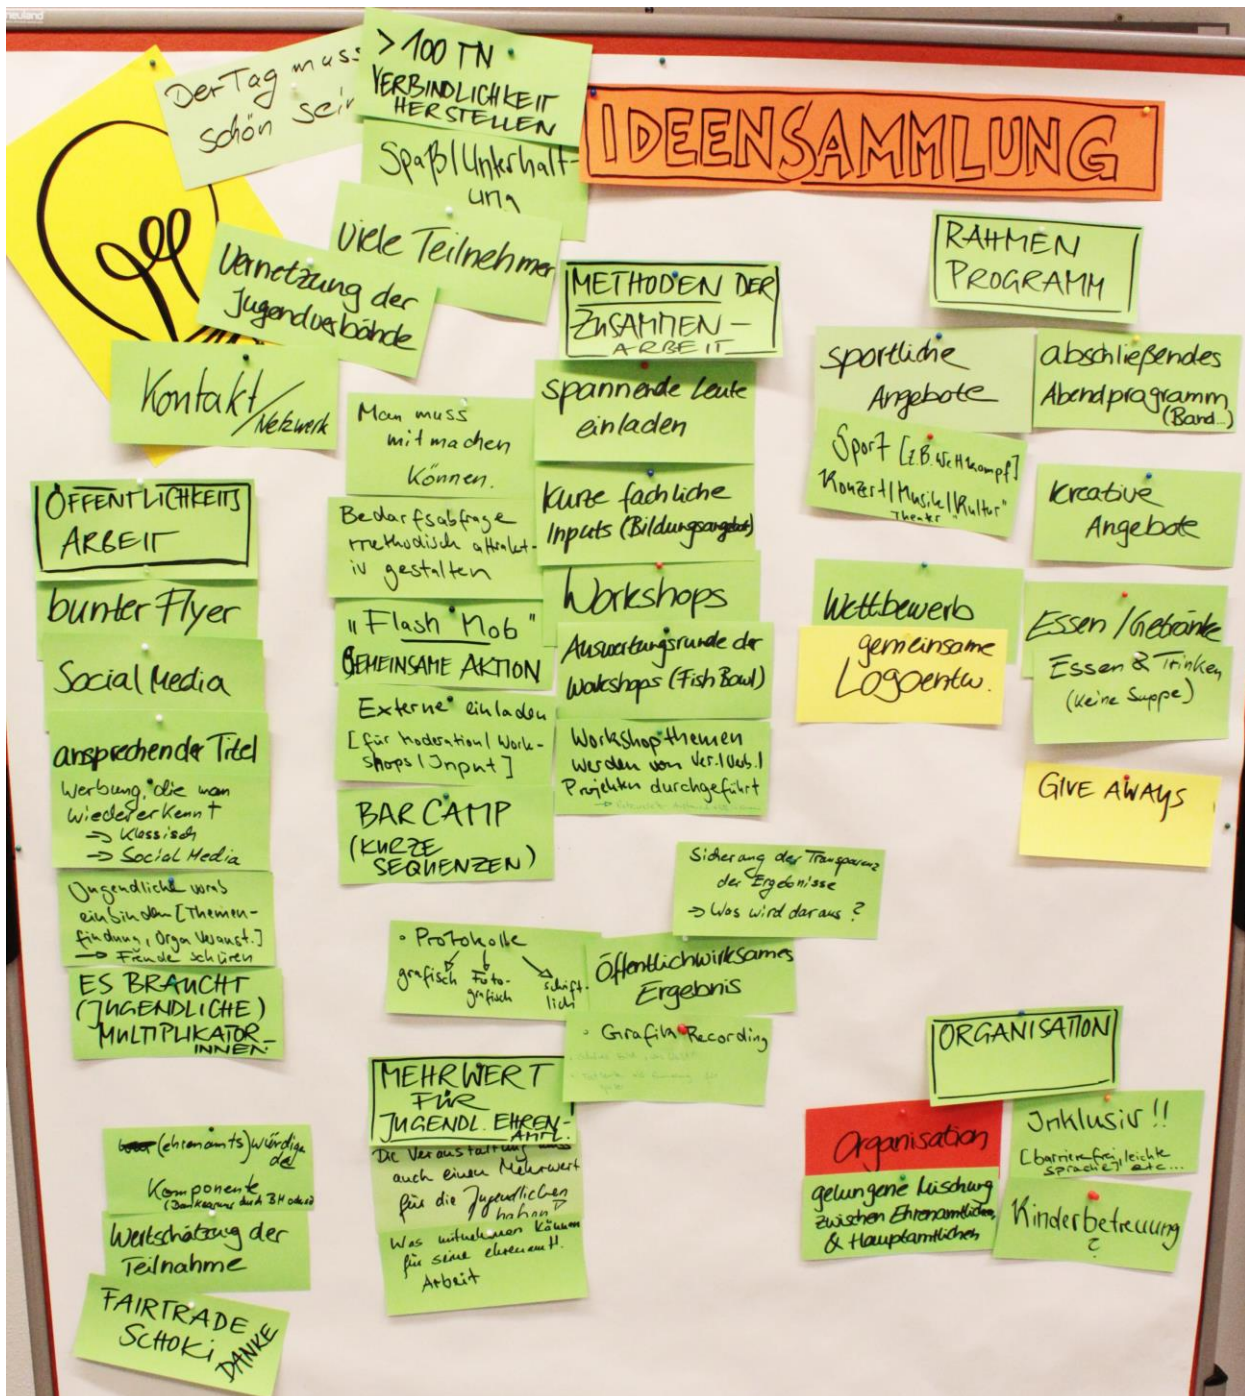 neuland
Der Tag muss
schön sein
> 100 TN
VERBINDLICHKEIT
HERSTELLEN
Spaß/Unterhalt-
ung
viele Teilnehmer
Vernetzung der
Jugendverbände
Kontakt/
Netzwerk
IDEENSAMMLUNG
ÖFFENTLICHKEITS
ARBEIT
bunter Flyer
Social Media
ansprechender Titel
Werbung, die man
wiedererkennt
→ Klassisch
→ Social Media
Jugendliche vorab
einbinden [Themen-
findung, Orga Veranst.]
→ Freude schüren
ES BRAUCHT
(JUGENDLICHE)
MULTIPLIKATOR_
INNEN
(ehrenamts) würdigende
Komponente
Wertschätzung der
Teilnahme
FAIRTRADE
SCHOKI
DANKE
Man muss
mitmachen
können.
Bedarfsabfrage
methodisch attrakt-
iv gestalten
"Flash Mob"
GEMEINSAME AKTION
Externe einladen
[für Moderation/Work-
shops/Input]
BARCAMP
(KURZE
SEQUENZEN)
METHODEN DER
ZUSAMMEN-
ARBEIT
spannende Leute
einladen
kurze fachliche
Inputs (Bildungsangebot)
Workshops
Auswertungsrunde der
Workshops (Fish Bowl)
Workshopthemen
werden von Ver./Verb./
Projekten durchgeführt
Sicherung der Transparenz
der Ergebnisse
→ Was wird daraus?
• Protokolle
grafisch Foto-
grafisch schrift-
lich
öffentlichwirksames
Ergebnis
• Grafik Recording
MEHRWERT
FÜR
JUGENDL. EHREN-
AMTL.
Die Veranstaltung muss
auch einen Mehrwert
für die Jugendlichen
haben
Was mitnehmen können
für seine ehrenamtl.
Arbeit
RAHMEN
PROGRAMM
sportliche
Angebote
Sport [z.B. Wettkampf]
Konzert/Musik/Kultur"
Theater"
Wettbewerb
gemeinsame
Logoentw.
abschließendes
Abendprogramm
(Band...)
kreative
Angebote
Essen/Getränke
Essen & Trinken
(keine Suppe)
GIVE AWAYS
ORGANISATION
Organisation
gelungene Mischung
zwischen Ehrenamtlichen
& Hauptamtlichen
Inklusiv!!
[barrierefrei, leichte
Sprache, etc...
Kinderbetreuung
?